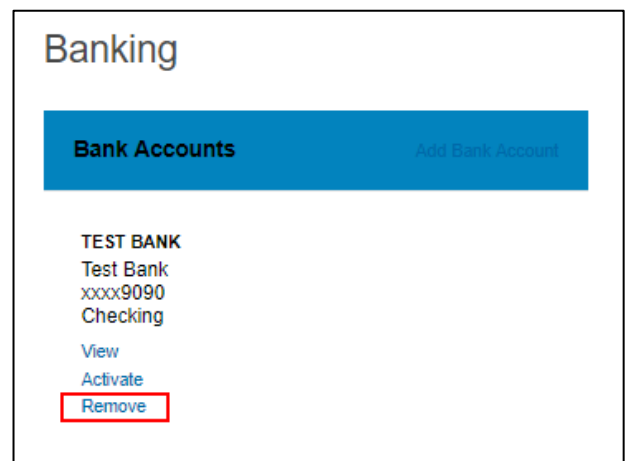 Banking
Bank Accounts Add Bank Account
TEST BANK
Test Bank
xxxx9090
Checking
View
Activate
Remove